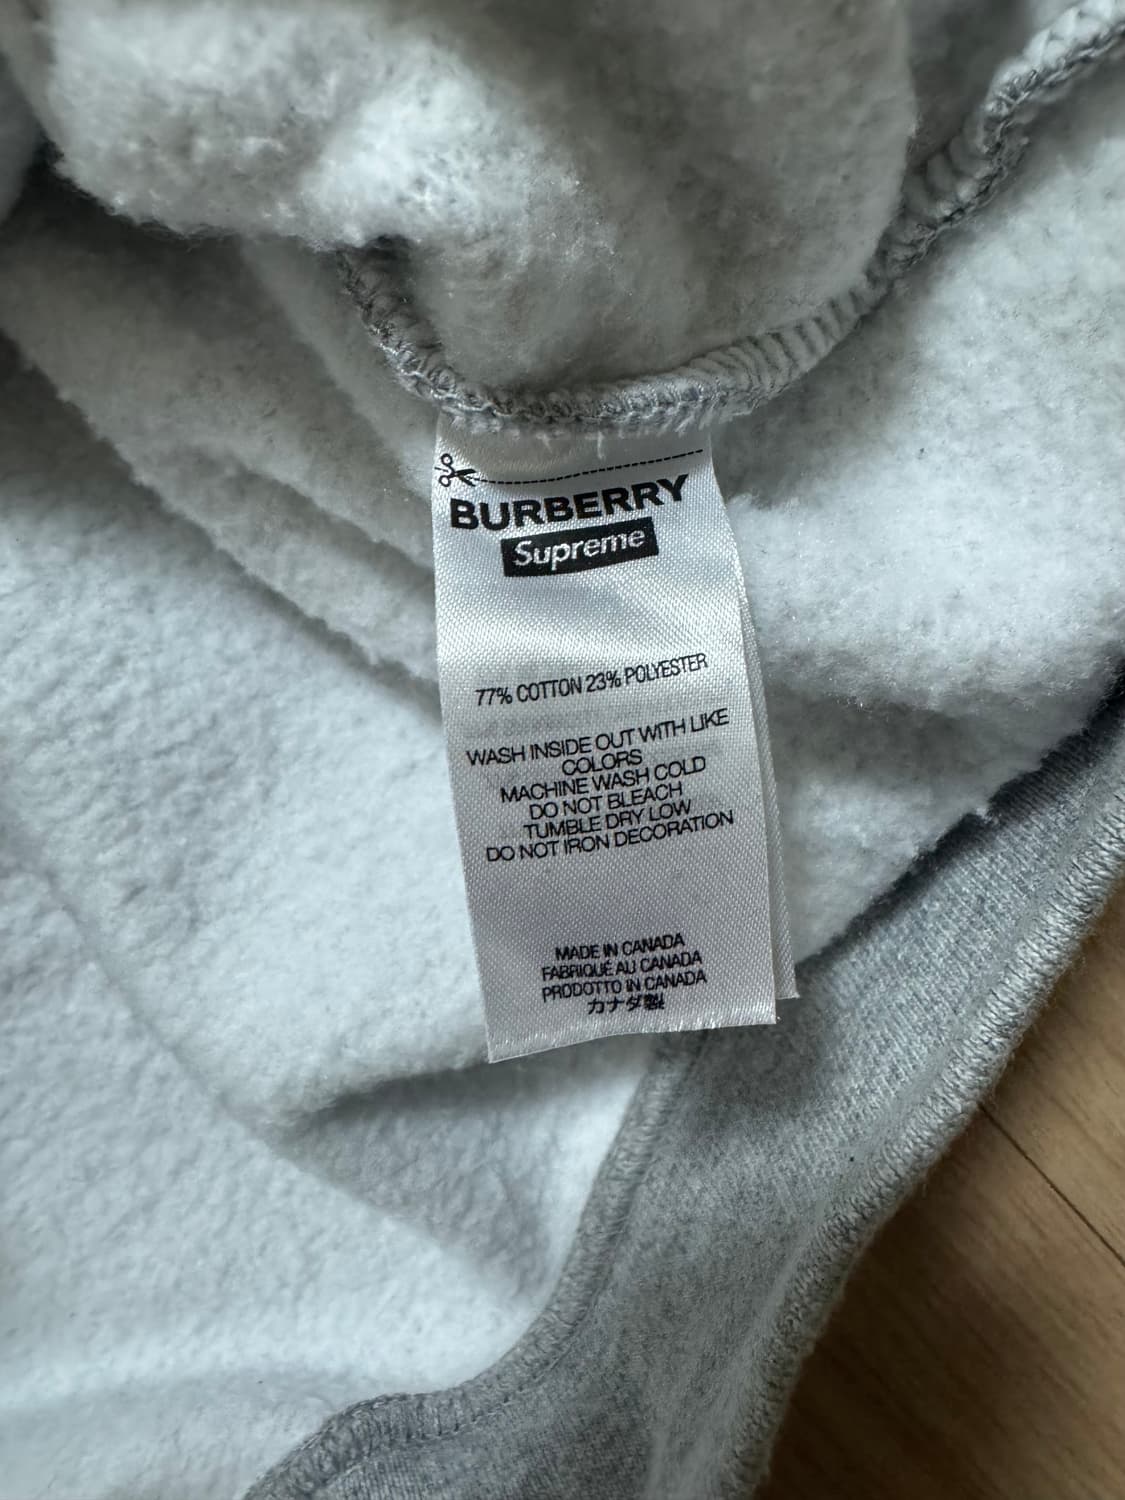 BURBERRY
Supreme
77% COTTON 23% POLYESTER
WASH INSIDE OUT WITH LIKE
COLORS
MACHINE WASH COLD
DO NOT BLEACH
TUMBLE DRY LOW
DO NOT IRON DECORATION
MADE IN CANADA
FABRIQUÉ AU CANADA
PRODOTTO IN CANADA
カナダ製